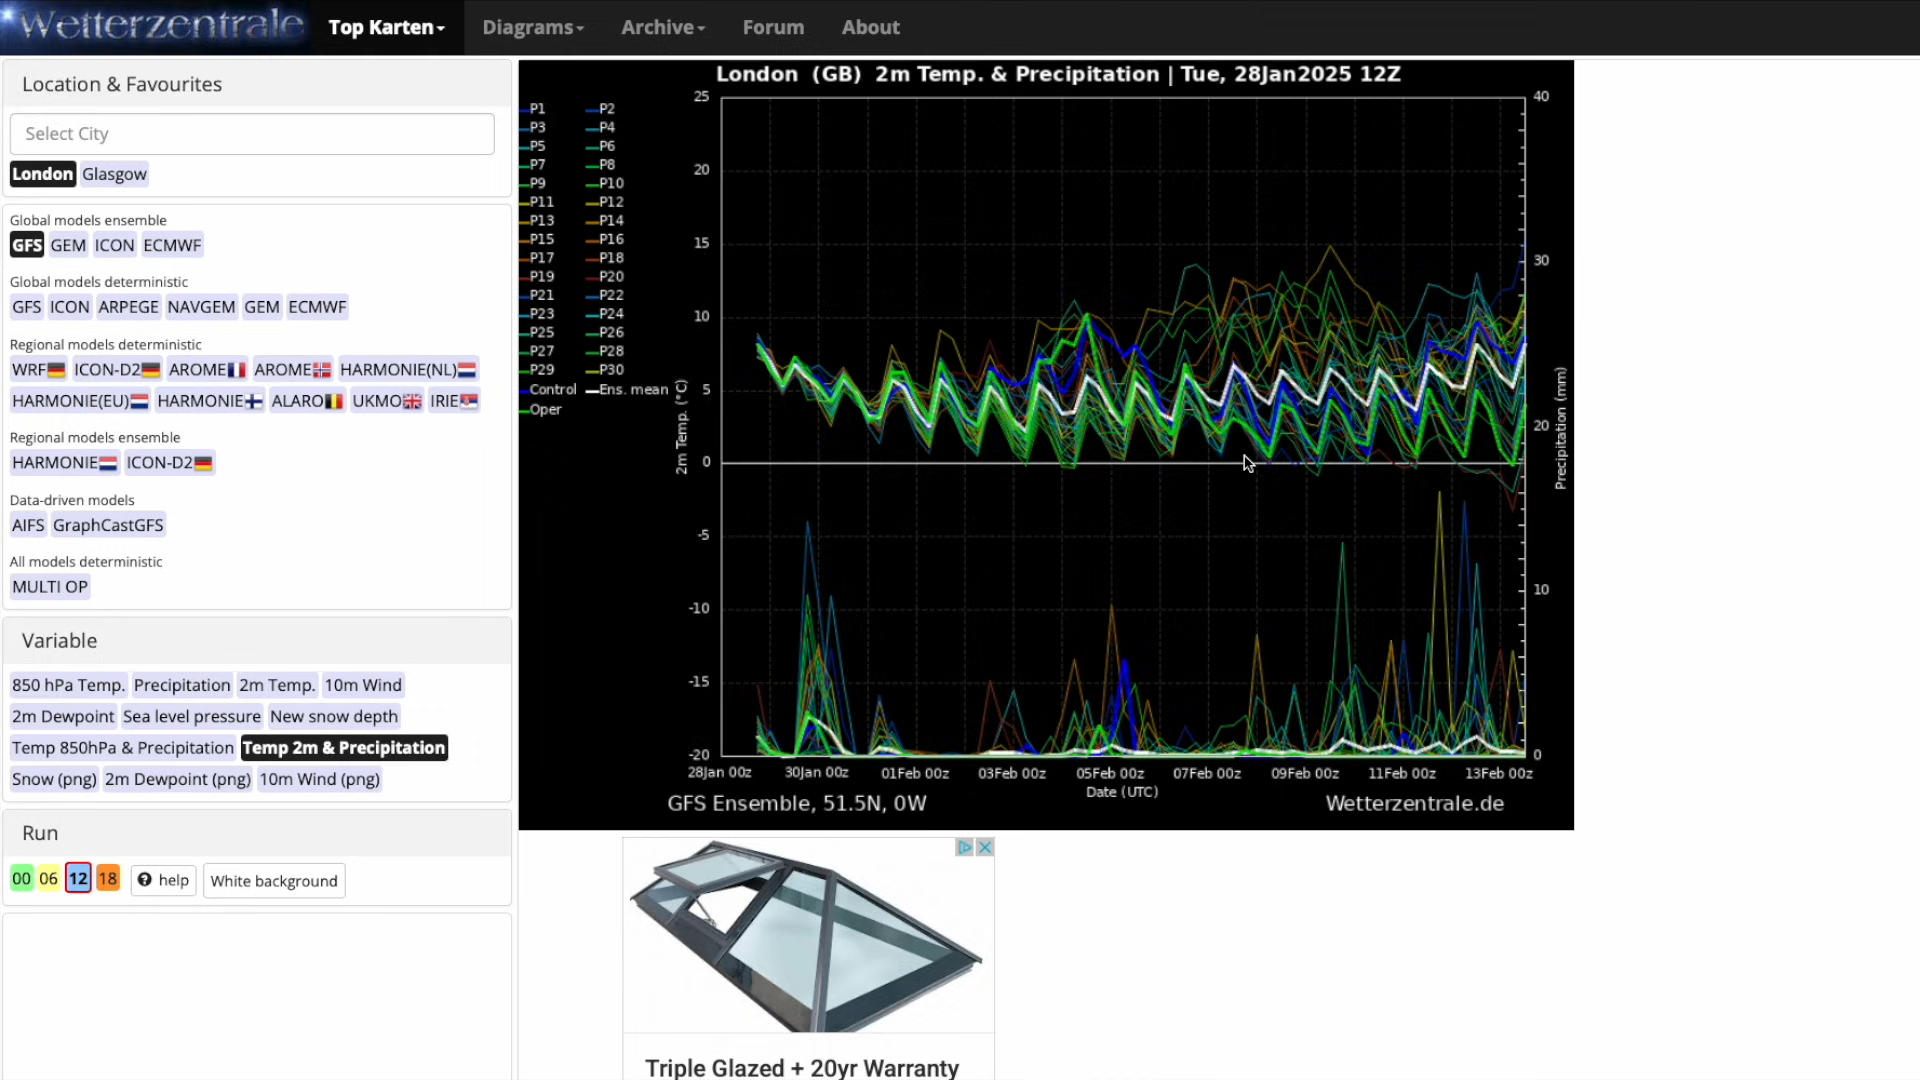 Wetterzentrale
Top Karten
Diagrams
Archive
Forum
About
Location & Favourites
Select City
London Glasgow
Global models ensemble
GFS GEM ICON ECMWF
Global models deterministic
GFS ICON ARPEGE NAVGEM GEM ECMWF
Regional models deterministic
WRF ICON-D2 AROME AROME HARMONIE(NL)
HARMONIE(EU) HARMONIE ALARO UKMO IRIE
Regional models ensemble
HARMONIE ICON-D2
Data-driven models
AIFS GraphCastGFS
All models deterministic
MULTI OP
Variable
850 hPa Temp. Precipitation 2m Temp. 10m Wind
2m Dewpoint Sea level pressure New snow depth
Temp 850hPa & Precipitation Temp 2m & Precipitation
Snow (png) 2m Dewpoint (png) 10m Wind (png)
Run
00 06 12 18 help White background
London (GB) 2m Temp. & Precipitation | Tue, 28Jan2025 12Z
P1 P2
P3 P4
P5 P6
P7 P8
P9 P10
P11 P12
P13 P14
P15 P16
P17 P18
P19 P20
P21 P22
P23 P24
P25 P26
P27 P28
P29 P30
Control Ens. mean
Oper
2m Temp. (°C)
25
20
15
10
5
0
-5
-10
-15
-20
40
30
20
10
0
Precipitation (mm)
28Jan 00z 30Jan 00z 01Feb 00z 03Feb 00z 05Feb 00z 07Feb 00z 09Feb 00z 11Feb 00z 13Feb 00z
Date (UTC)
GFS Ensemble, 51.5N, 0W
Wetterzentrale.de
Triple Glazed + 20yr Warranty